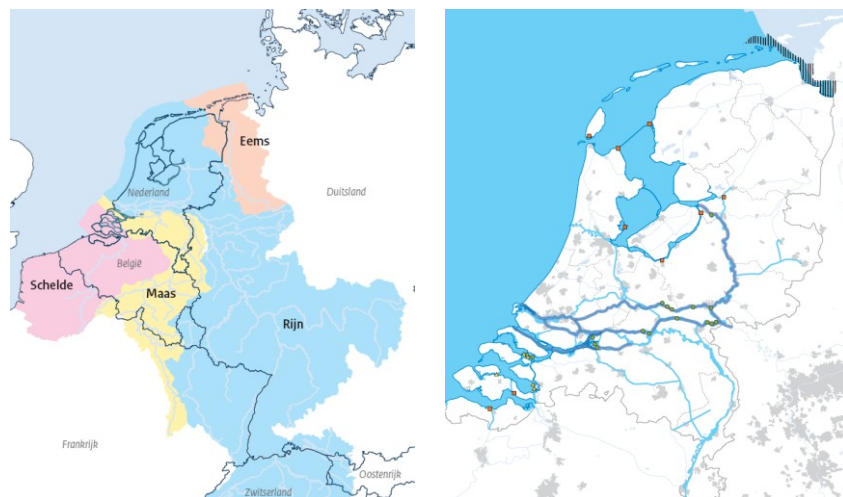 Eems
Nederland
Duitsland
België
Schelde
Maas
Rijn
Frankrijk
Oostenrijk
Zwitserland